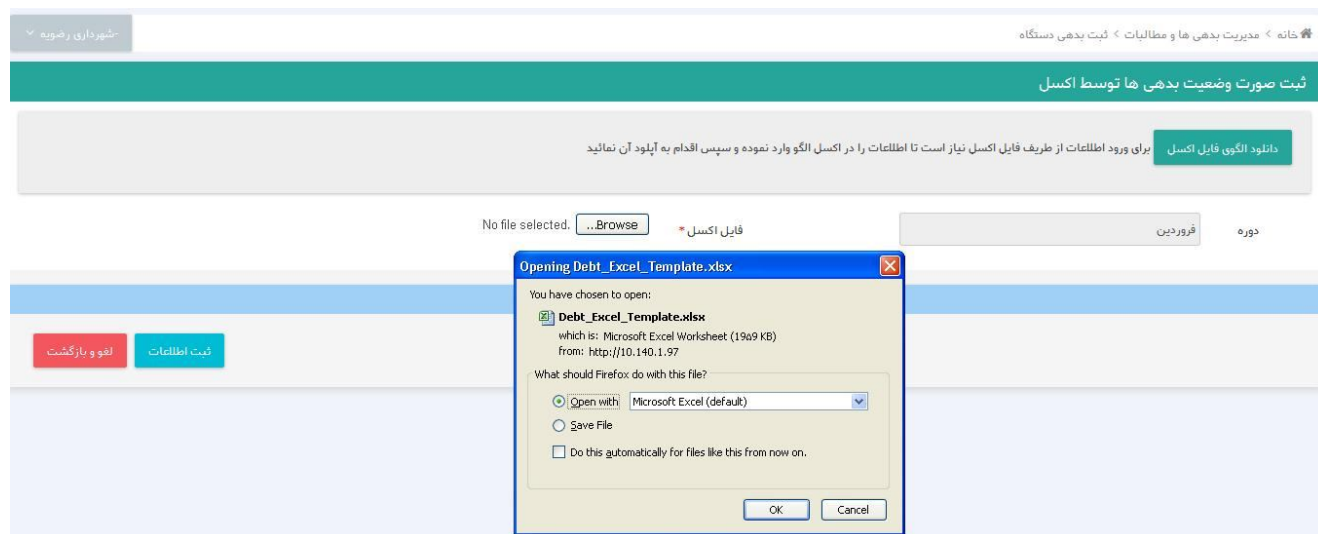 خانه > مدیریت بدهی ها و مطالبات > ثبت بدهی دستگاه
-شهرداری رضویه
ثبت صورت وضعیت بدهی ها توسط اکسل
دانلود الگوی فایل اکسل
برای ورود اطلاعات از طریف فایل اکسل نیاز است تا اطلاعات را در اکسل الگو وارد نموده و سپس اقدام به آپلود آن نمائید
دوره فروردین
فایل اکسل * Browse... No file selected.
Opening Debt_Excel_Template.xlsx
You have chosen to open:
Debt_Excel_Template.xlsx
which is: Microsoft Excel Worksheet (19a9 KB)
from: http://10.140.1.97
What should Firefox do with this file?
Open with Microsoft Excel (default)
Save File
Do this automatically for files like this from now on.
OK Cancel
ثبت اطلاعات
لغو و بازگشت